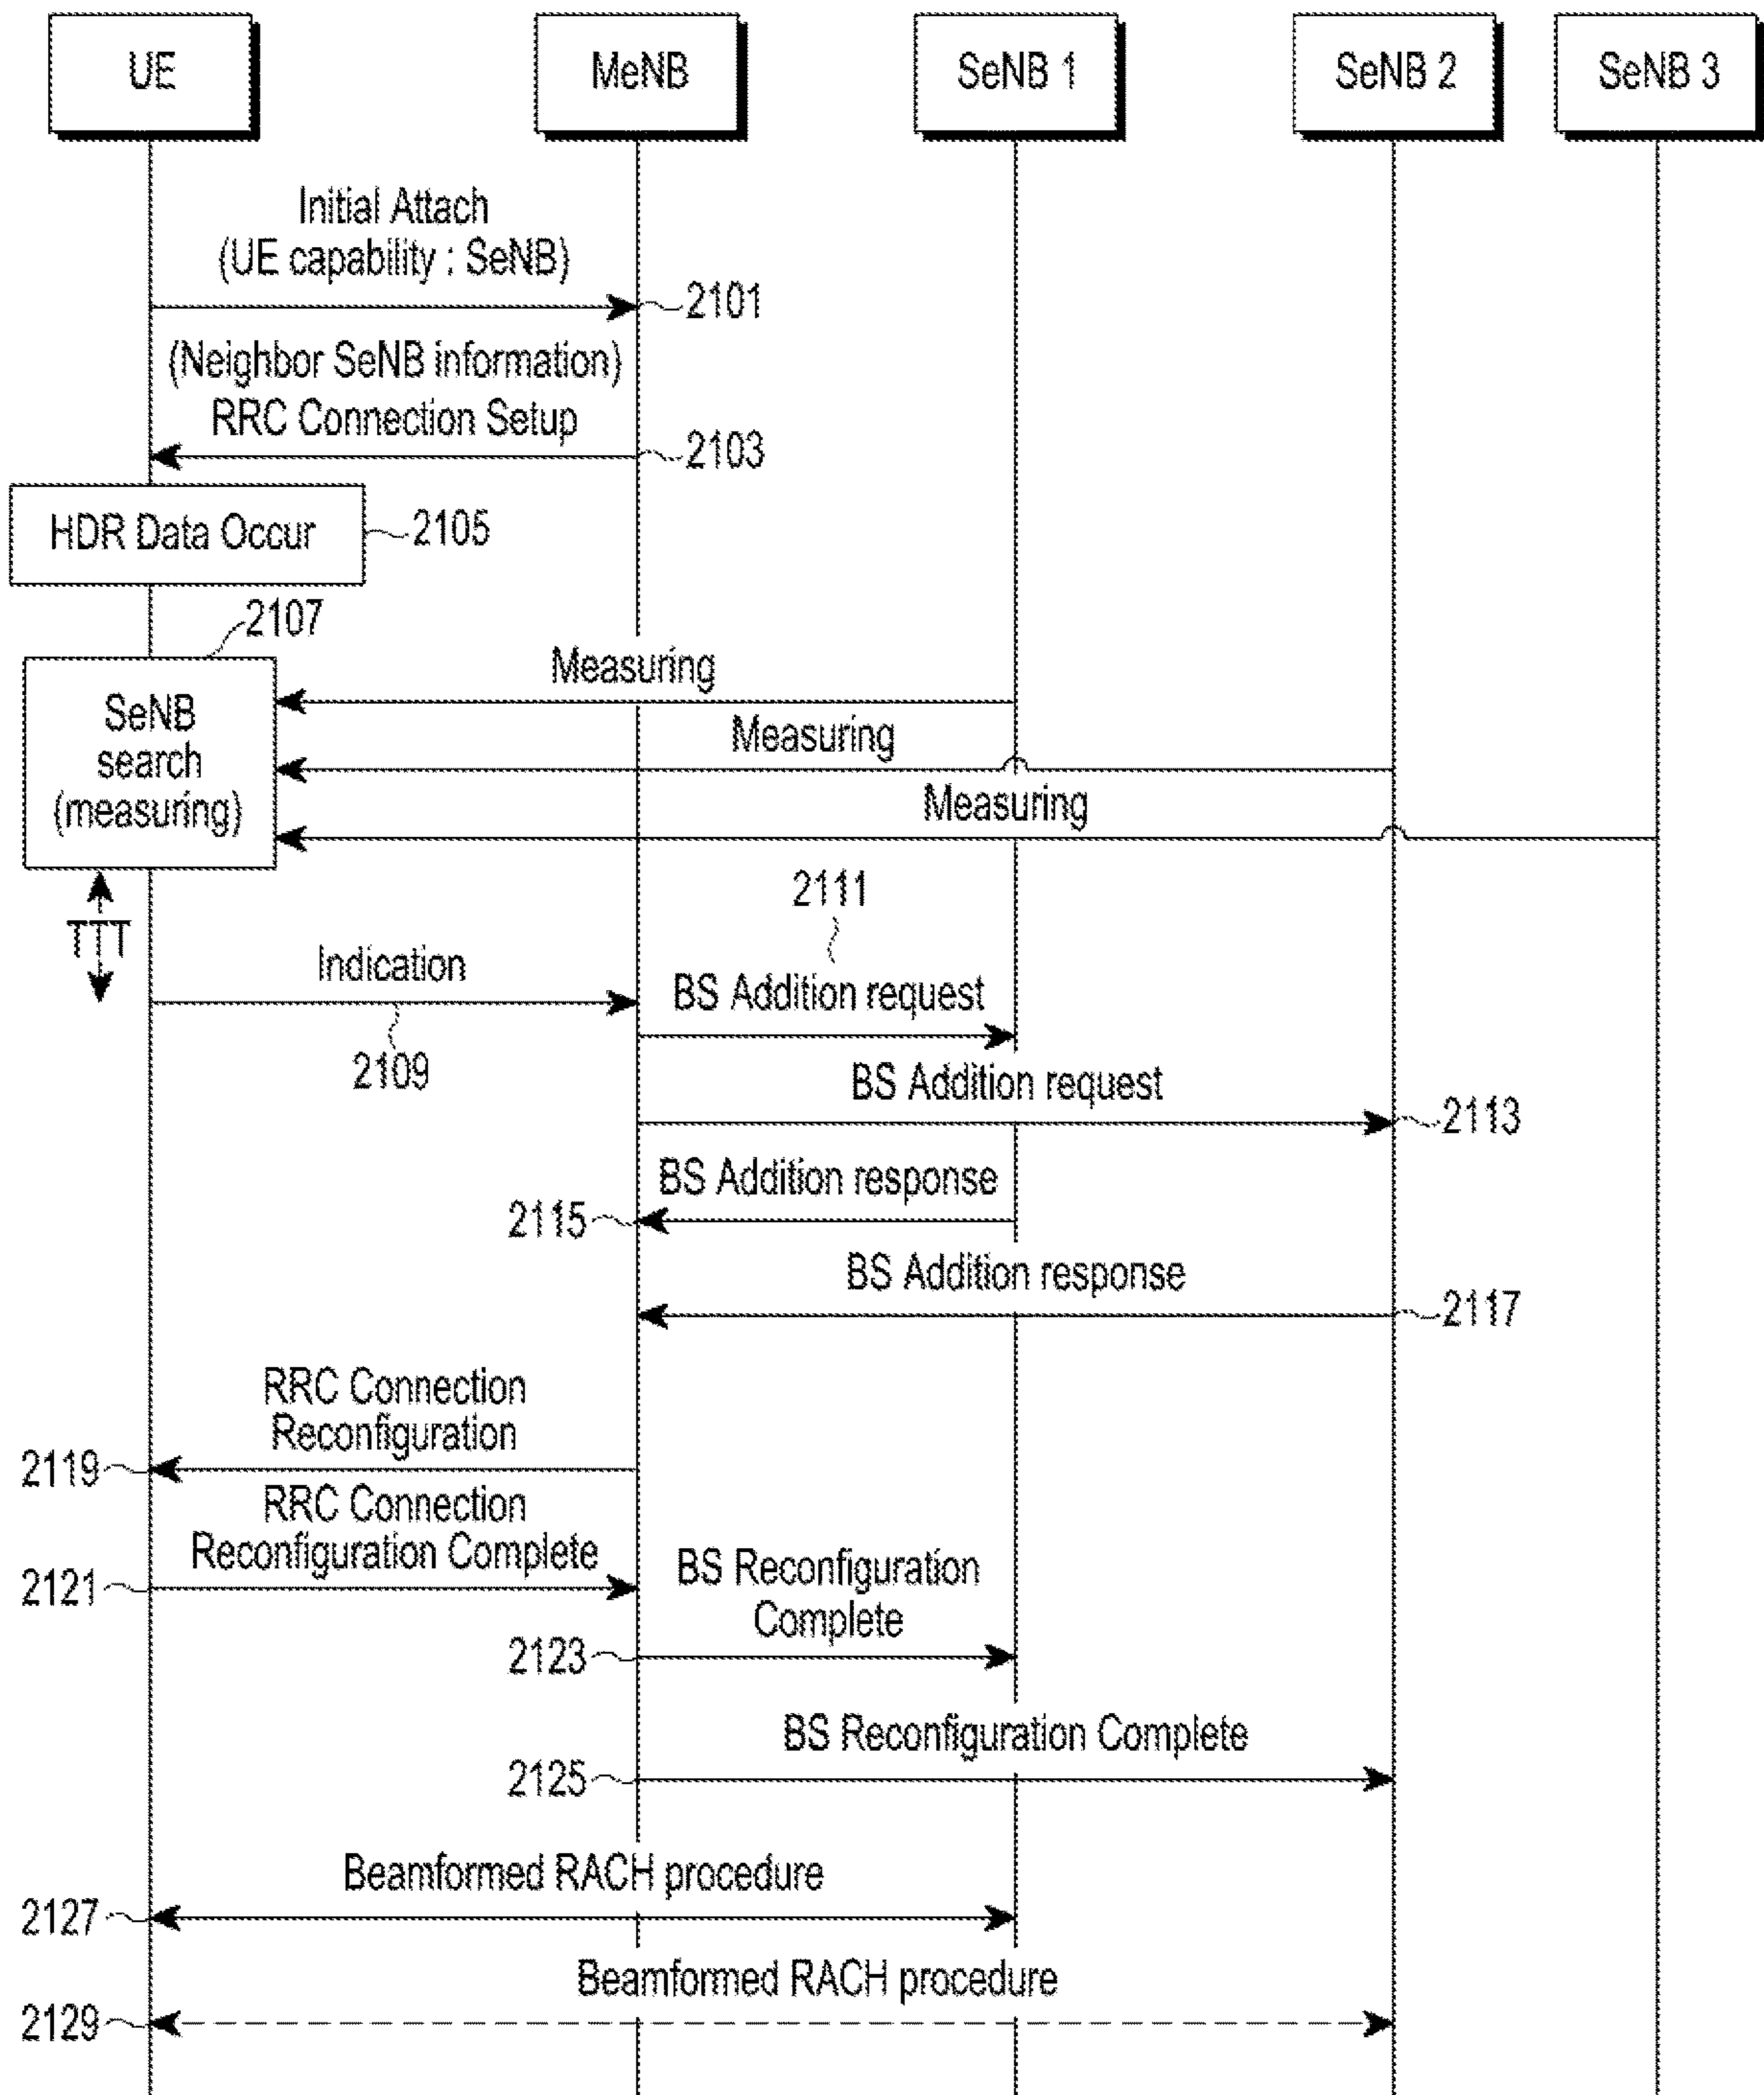 UE
MeNB
SeNB 1
SeNB 2
SeNB 3
Initial Attach
(UE capability : SeNB)
2101
(Neighbor SeNB information)
RRC Connection Setup
2103
HDR Data Occur
2105
2107
SeNB
search
(measuring)
Measuring
Measuring
Measuring
TTT
Indication
2109
2111
BS Addition request
BS Addition request
2113
BS Addition response
2115
BS Addition response
2117
RRC Connection
Reconfiguration
2119
RRC Connection
Reconfiguration Complete
2121
BS Reconfiguration
Complete
2123
BS Reconfiguration Complete
2125
Beamformed RACH procedure
2127
Beamformed RACH procedure
2129